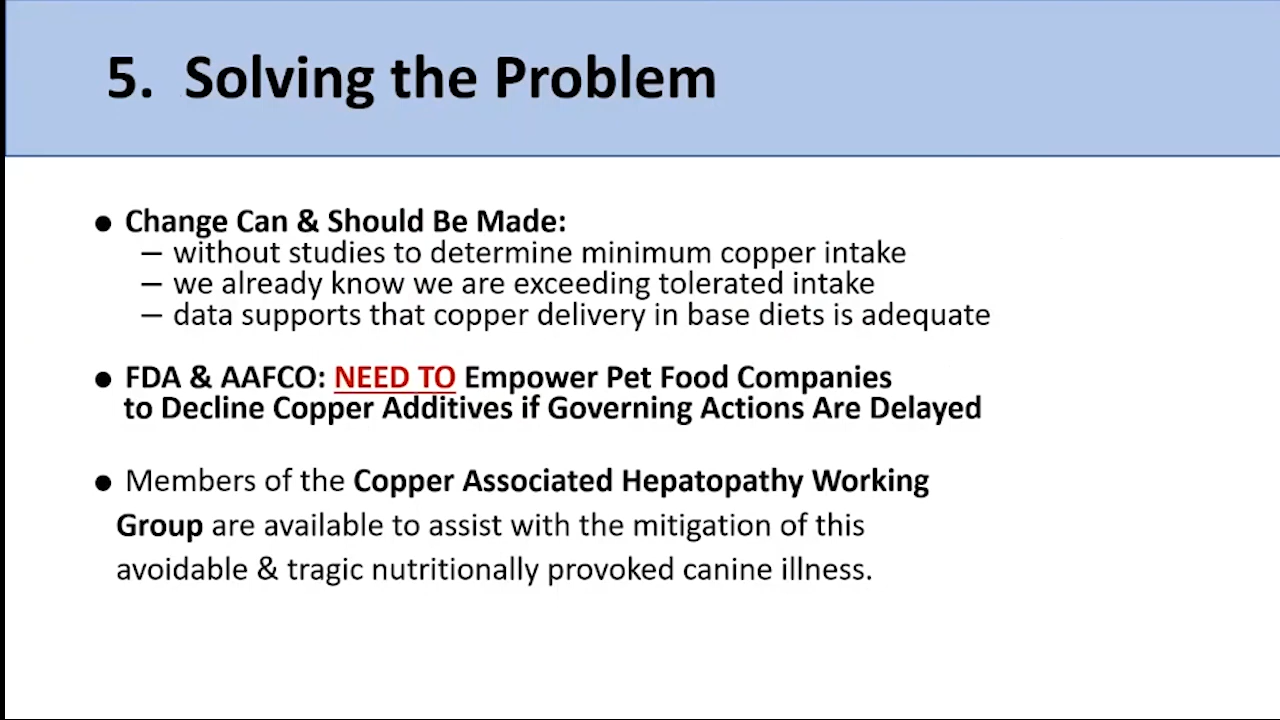 5. Solving the Problem
● Change Can & Should Be Made:
– without studies to determine minimum copper intake
– we already know we are exceeding tolerated intake
– data supports that copper delivery in base diets is adequate
● FDA & AAFCO: NEED TO Empower Pet Food Companies
to Decline Copper Additives if Governing Actions Are Delayed
● Members of the Copper Associated Hepatopathy Working
Group are available to assist with the mitigation of this
avoidable & tragic nutritionally provoked canine illness.